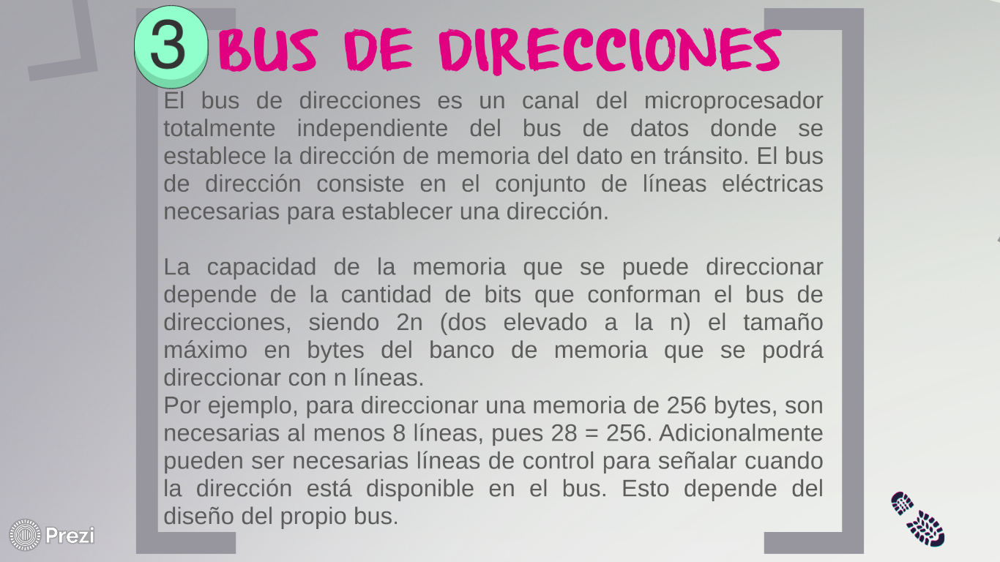 3 BUS DE DIRECCIONES
El bus de direcciones es un canal del microprocesador
totalmente independiente del bus de datos donde se
establece la dirección de memoria del dato en tránsito. El bus
de dirección consiste en el conjunto de líneas eléctricas
necesarias para establecer una dirección.
La capacidad de la memoria que se puede direccionar
depende de la cantidad de bits que conforman el bus de
direcciones, siendo 2n (dos elevado a la n) el tamaño
máximo en bytes del banco de memoria que se podrá
direccionar con n líneas.
Por ejemplo, para direccionar una memoria de 256 bytes, son
necesarias al menos 8 líneas, pues 28 = 256. Adicionalmente
pueden ser necesarias líneas de control para señalar cuando
la dirección está disponible en el bus. Esto depende del
diseño del propio bus.
Prezi